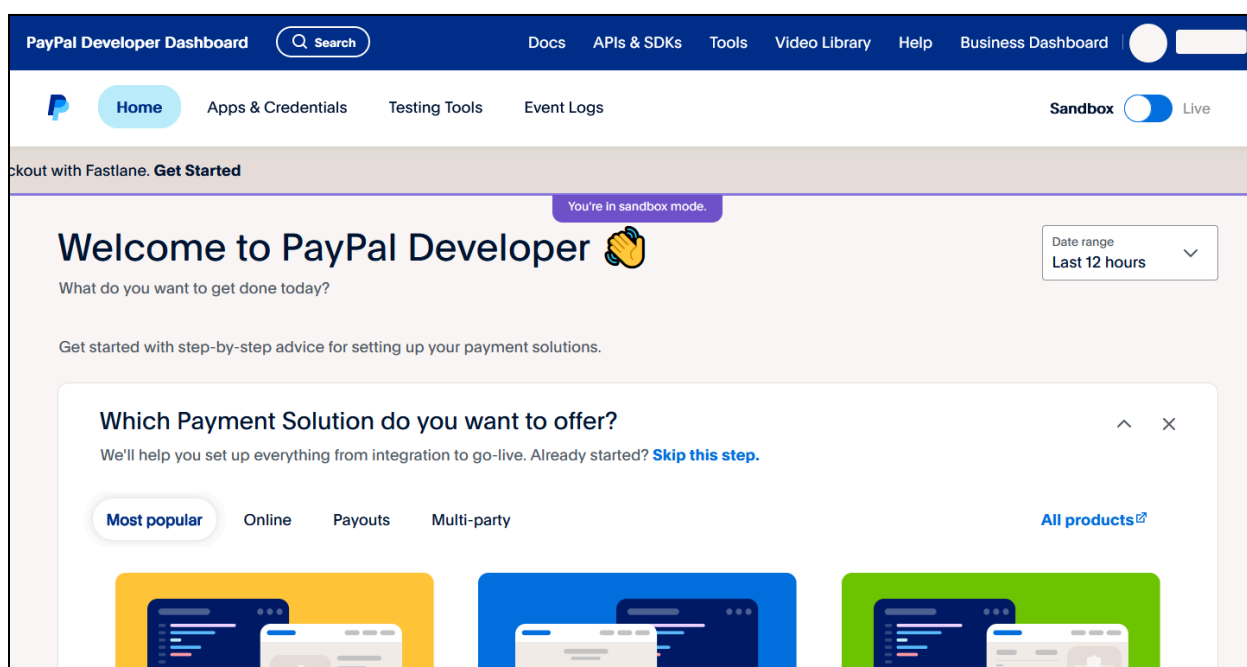 PayPal Developer Dashboard Search Docs APIs & SDKs Tools Video Library Help Business Dashboard
Home Apps & Credentials Testing Tools Event Logs Sandbox Live
ckout with Fastlane. Get Started
You're in sandbox mode.
Welcome to PayPal Developer 👋
Date range
Last 12 hours
What do you want to get done today?
Get started with step-by-step advice for setting up your payment solutions.
Which Payment Solution do you want to offer?
We'll help you set up everything from integration to go-live. Already started? Skip this step.
Most popular Online Payouts Multi-party All products